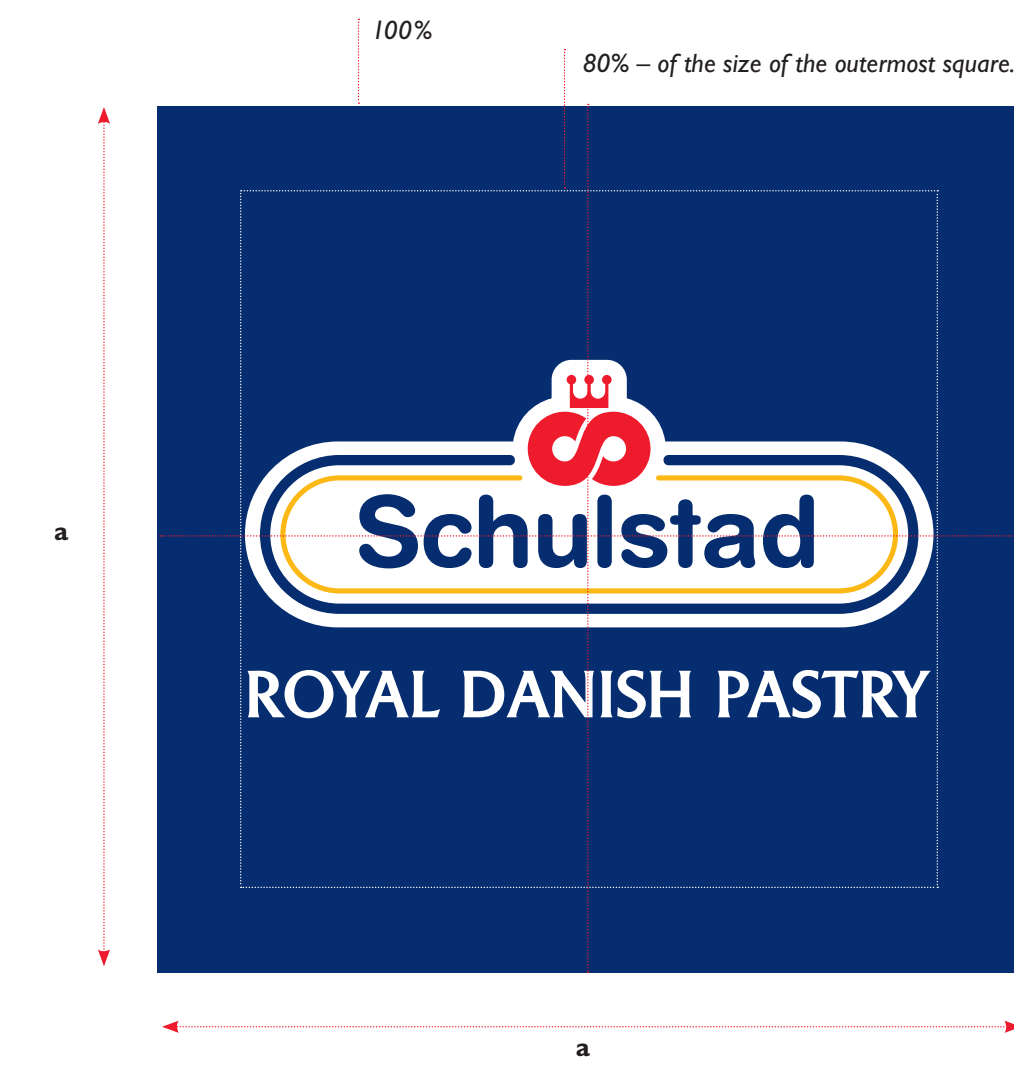 100%
80% – of the size of the outermost square.
a
Schulstad
ROYAL DANISH PASTRY
a